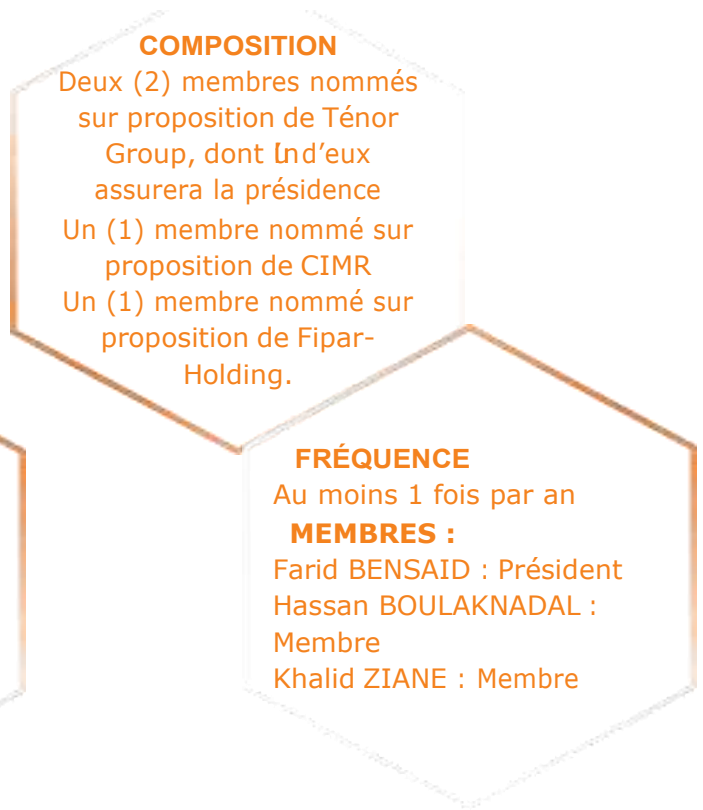 COMPOSITION
Deux (2) membres nommés
sur proposition de Ténor
Group, dont d'eux
assurera la présidence
Un (1) membre nommé sur
proposition de CIMR
Un (1) membre nommé sur
proposition de Fipar-
Holding.
FRÉQUENCE
Au moins 1 fois par an
MEMBRES :
Farid BENSAID : Président
Hassan BOULAKNADAL :
Membre
Khalid ZIANE : Membre